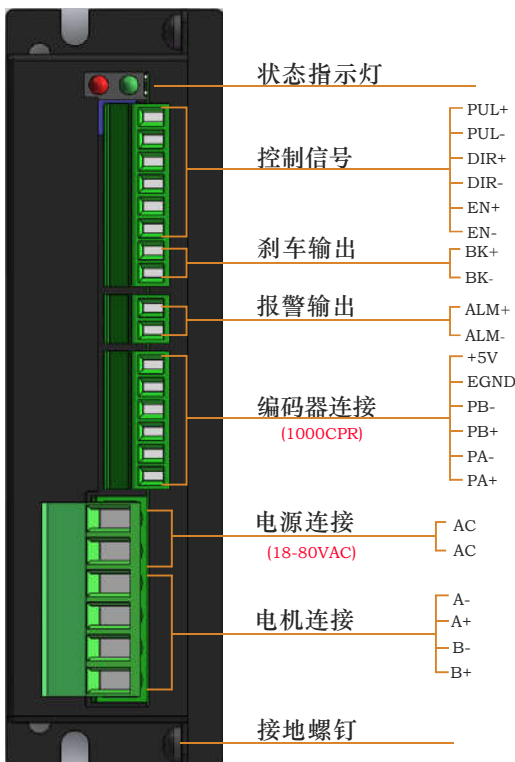 状态指示灯
控制信号
PUL+
PUL-
DIR+
DIR-
EN+
EN-
刹车输出
BK+
BK-
报警输出
ALM+
ALM-
编码器连接
(1000CPR)
+5V
EGND
PB-
PB+
PA-
PA+
电源连接
(18-80VAC)
AC
AC
电机连接
A-
A+
B-
B+
接地螺钉